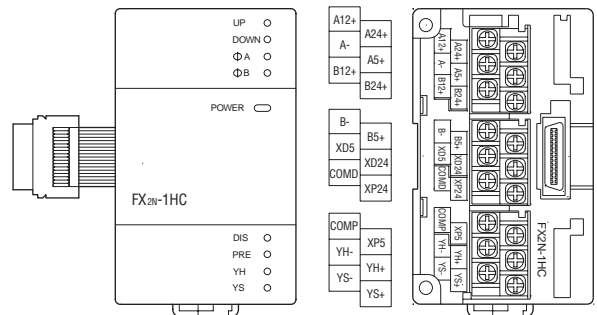 UP
DOWN
ΦA
ΦB
POWER
FX2N-1HC
DIS
PRE
YH
YS
A12+
A24+
A-
A5+
B12+
B24+
B-
B5+
XD5
XD24
COMD
XP24
COMP
XP5
YH-
YH+
YS-
YS+
A12+
A24+
A-
A5+
B12+
B24+
B-
B5+
XD5
XD24
COMD
XP24
COMP
XP5
YH-
YH+
YS-
YS+
FX2N-1HC